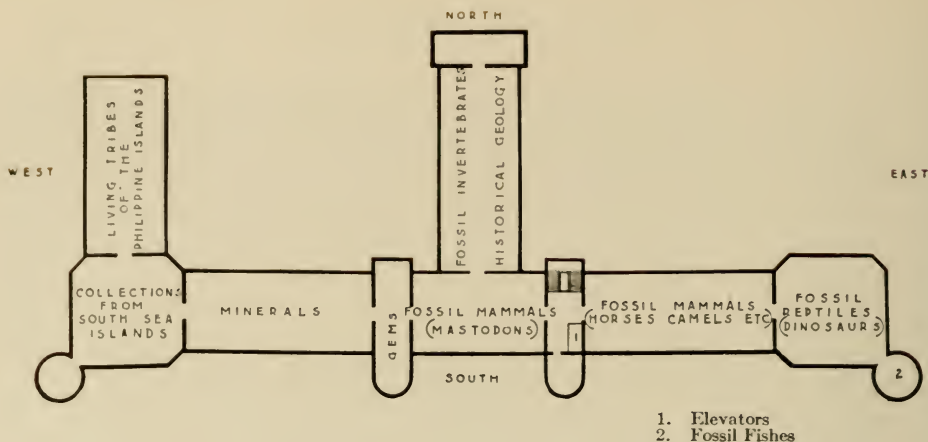 NORTH
WEST
EAST
LIVING TRIBES
OF THE
PHILIPPINE ISLANDS
FOSSIL INVERTEBRATES
HISTORICAL GEOLOGY
COLLECTIONS
FROM
SOUTH SEA
ISLANDS
MINERALS
GEMS
FOSSIL MAMMALS
(MASTODONS)
1
FOSSIL MAMMALS
(HORSES CAMELS ETC)
FOSSIL
REPTILES
(DINOSAURS)
2
SOUTH
1. Elevators
2. Fossil Fishes